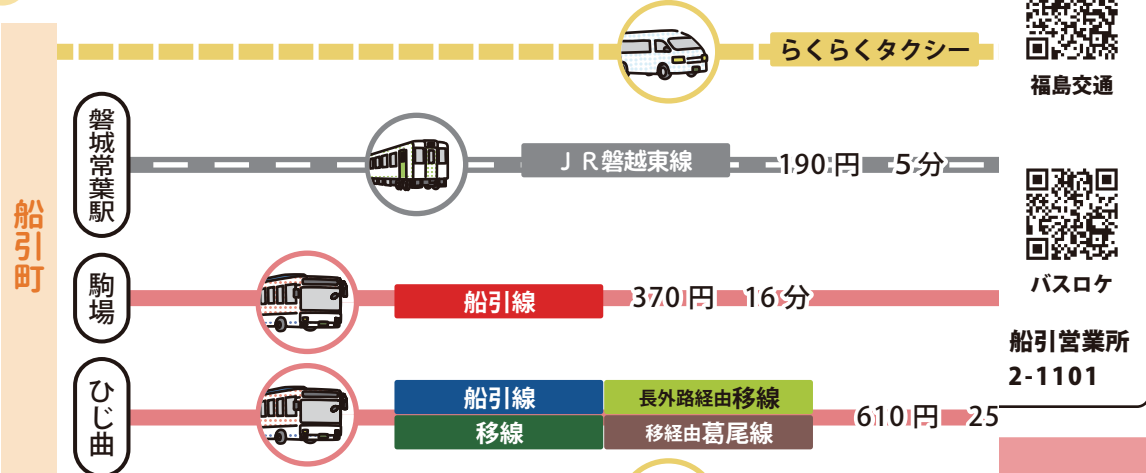 船引町
らくらくタクシー
磐城常葉駅
ＪＲ磐越東線
190円 5分
駒場
船引線
370円 16分
ひじ曲
船引線
長外路経由移線
移線
移経由葛尾線
610円 25
福島交通
バスロケ
船引営業所
2-1101